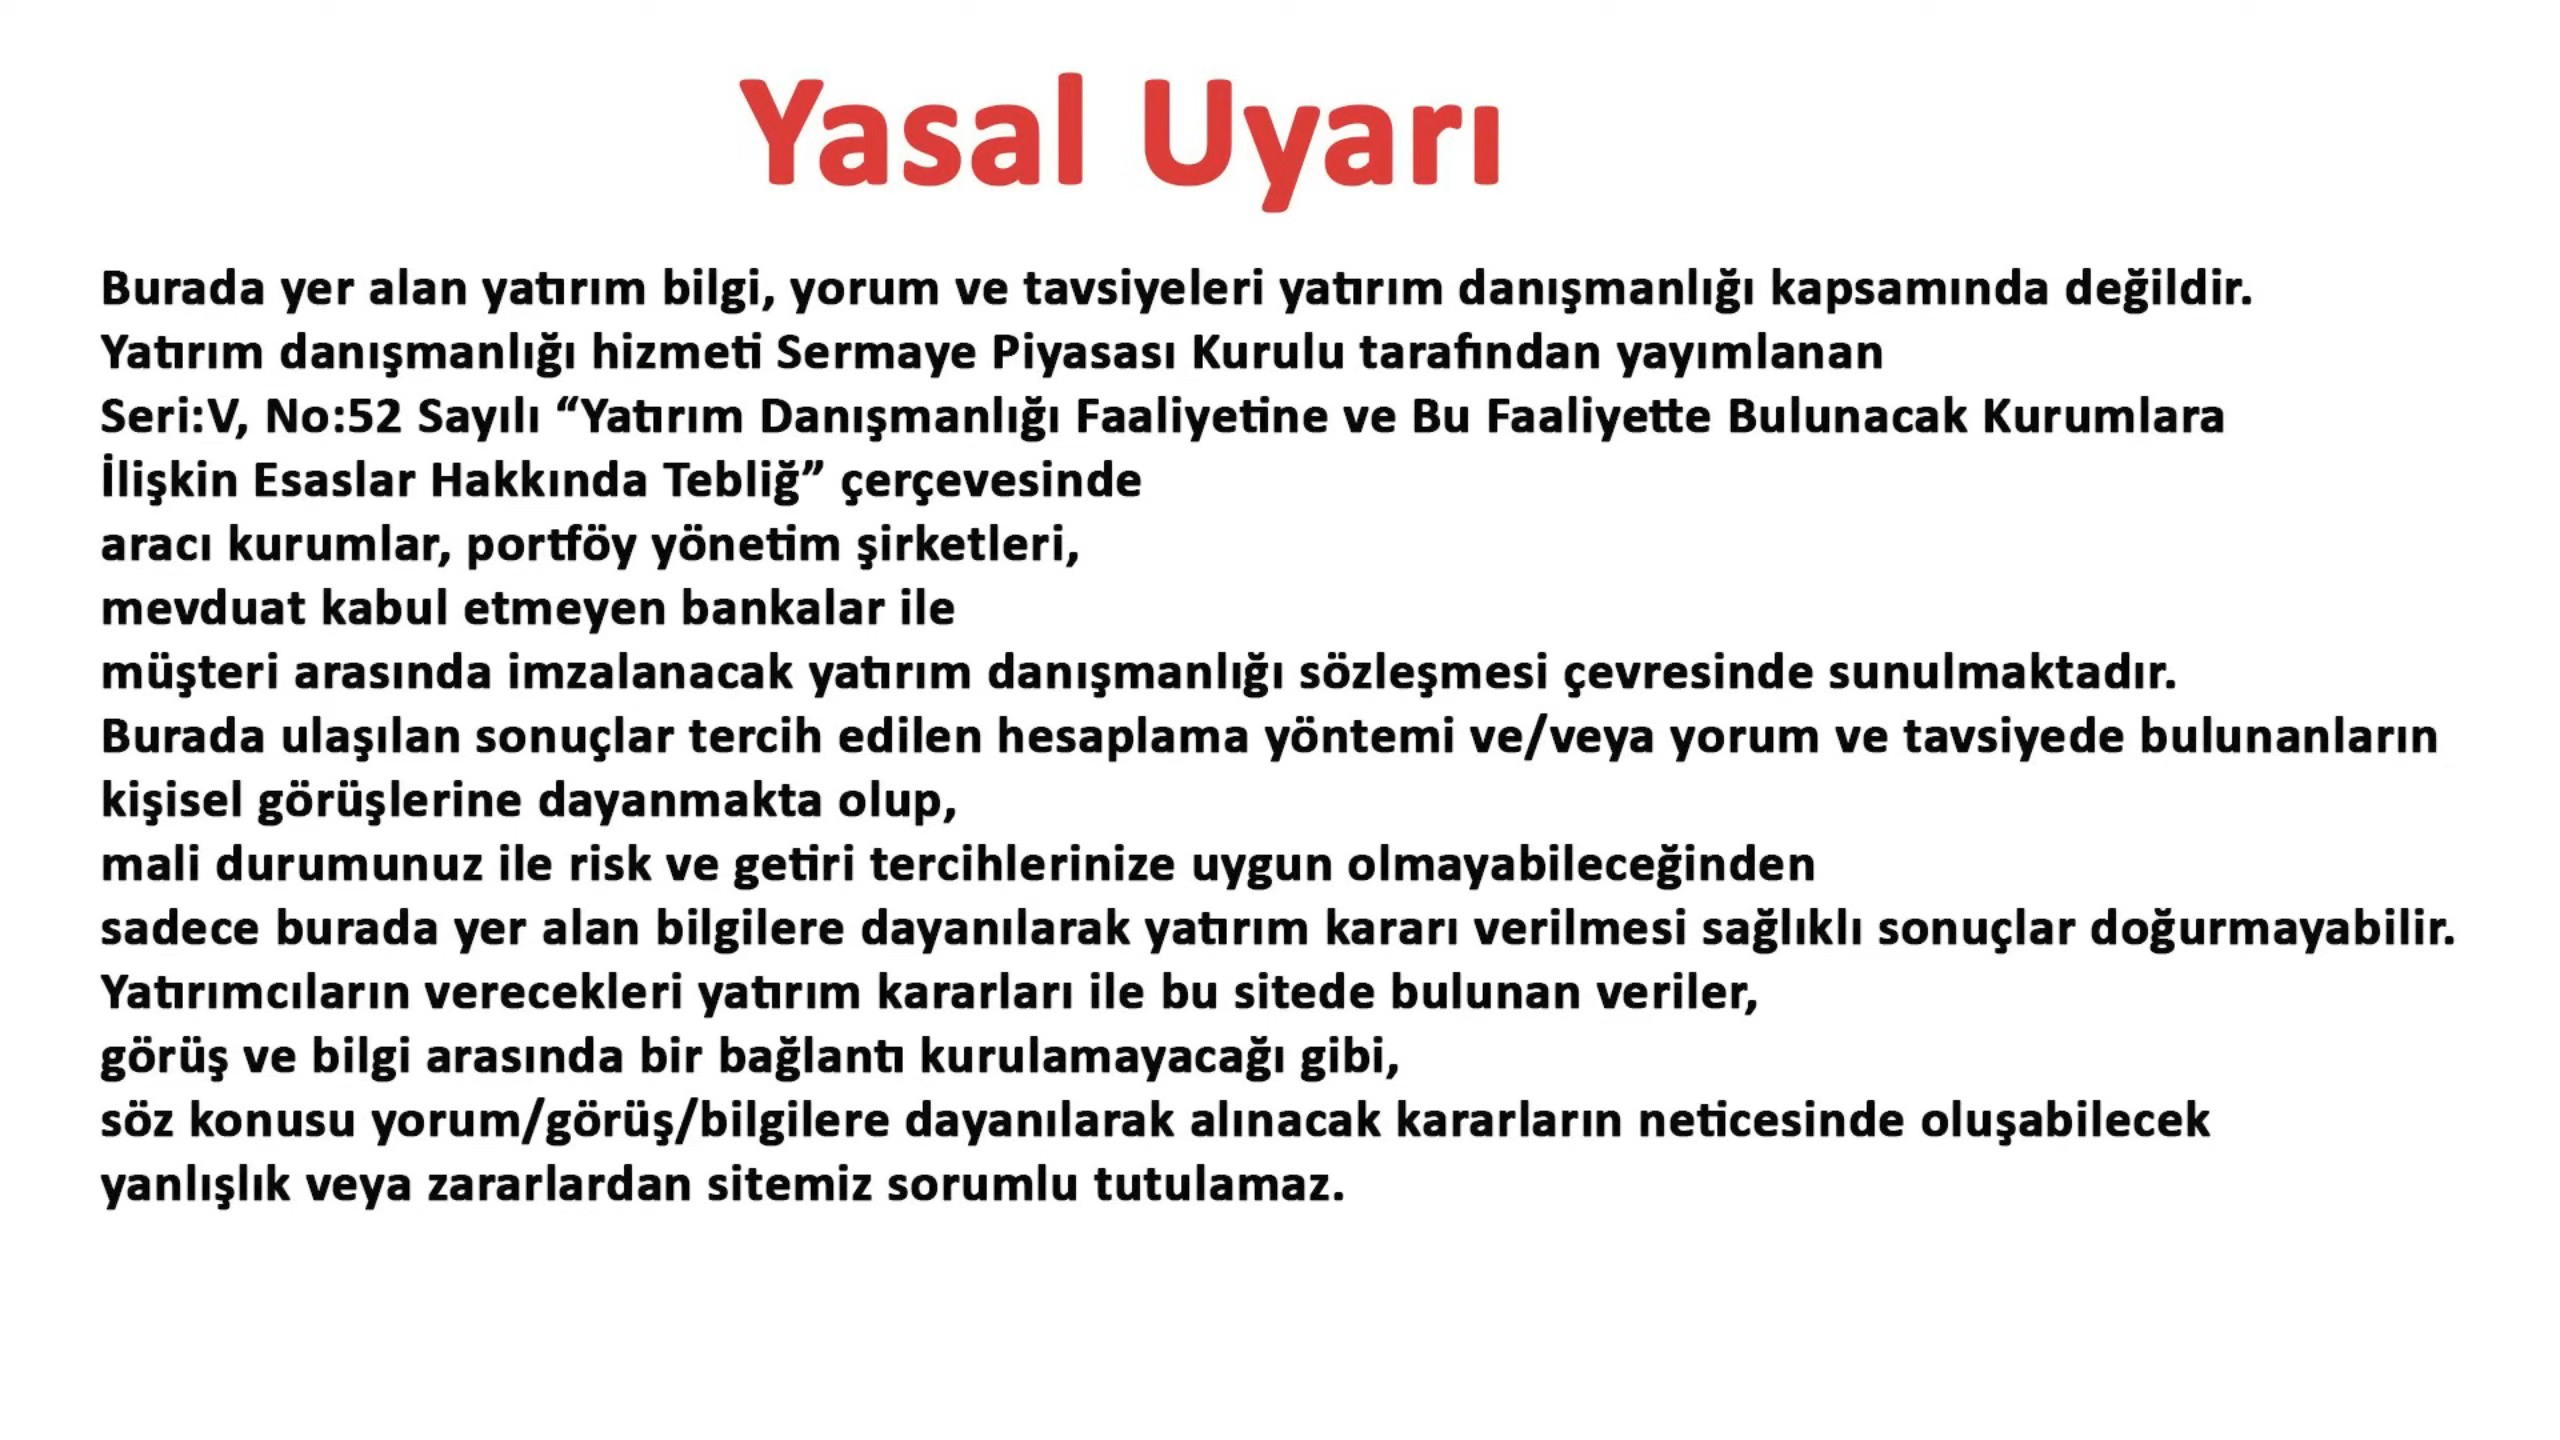 Yasal Uyarı
Burada yer alan yatırım bilgi, yorum ve tavsiyeleri yatırım danışmanlığı kapsamında değildir.
Yatırım danışmanlığı hizmeti Sermaye Piyasası Kurulu tarafından yayımlanan
Seri:V, No:52 Sayılı “Yatırım Danışmanlığı Faaliyetine ve Bu Faaliyette Bulunacak Kurumlara
İlişkin Esaslar Hakkında Tebliğ” çerçevesinde
aracı kurumlar, portföy yönetim şirketleri,
mevduat kabul etmeyen bankalar ile
müşteri arasında imzalanacak yatırım danışmanlığı sözleşmesi çevresinde sunulmaktadır.
Burada ulaşılan sonuçlar tercih edilen hesaplama yöntemi ve/veya yorum ve tavsiyede bulunanların
kişisel görüşlerine dayanmakta olup,
mali durumunuz ile risk ve getiri tercihlerinize uygun olmayabileceğinden
sadece burada yer alan bilgilere dayanılarak yatırım kararı verilmesi sağlıklı sonuçlar doğurmayabilir.
Yatırımcıların verecekleri yatırım kararları ile bu sitede bulunan veriler,
görüş ve bilgi arasında bir bağlantı kurulamayacağı gibi,
söz konusu yorum/görüş/bilgilere dayanılarak alınacak kararların neticesinde oluşabilecek
yanlışlık veya zararlardan sitemiz sorumlu tutulamaz.